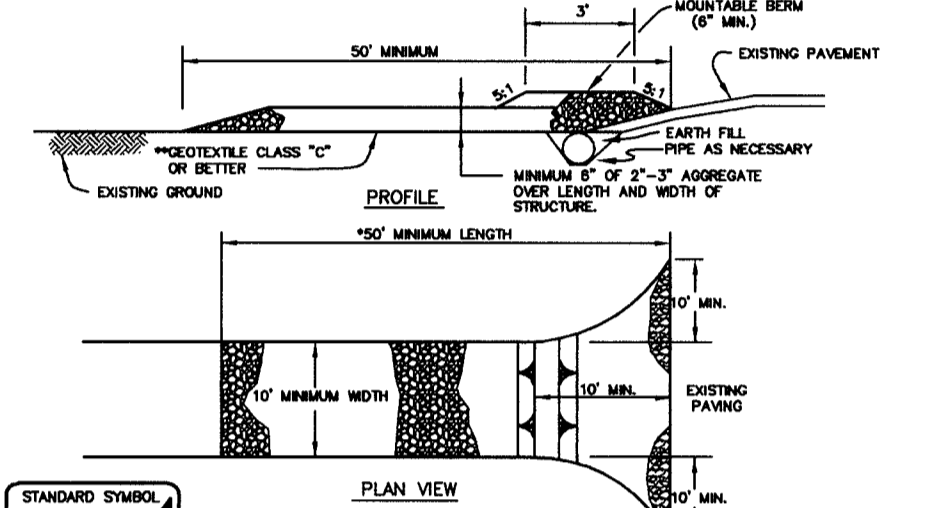 3'
MOUNTABLE BERM
(6" MIN.)
50' MINIMUM
EXISTING PAVEMENT
5:1
5:1
**GEOTEXTILE CLASS "C"
OR BETTER
EARTH FILL
PIPE AS NECESSARY
EXISTING GROUND
MINIMUM 6" OF 2"-3" AGGREGATE
OVER LENGTH AND WIDTH OF
STRUCTURE.
PROFILE
*50' MINIMUM LENGTH
10' MIN.
10' MINIMUM WIDTH
10' MIN.
EXISTING
PAVING
PLAN VIEW
10' MIN.
STANDARD SYMBOL